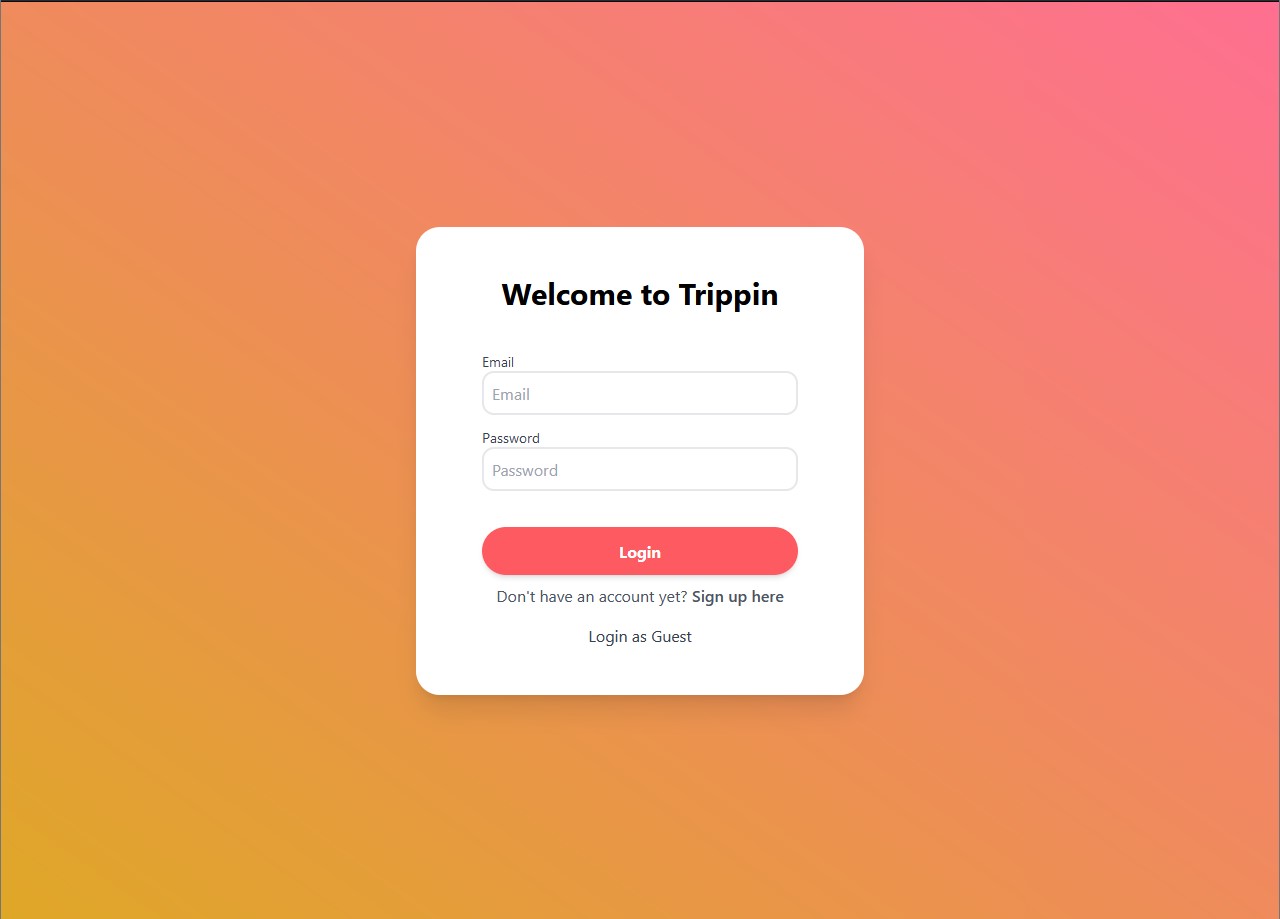 Welcome to Trippin
Email
Email
Password
Password
Login
Don't have an account yet? Sign up here
Login as Guest